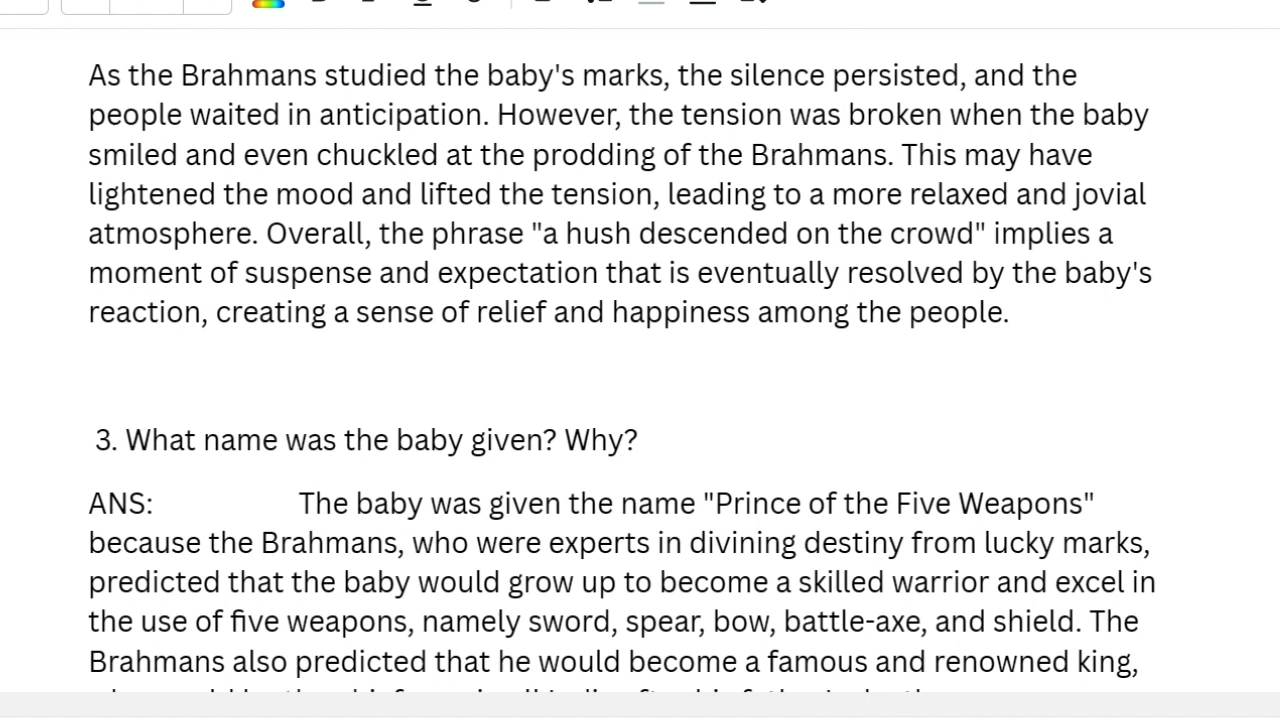 As the Brahmans studied the baby's marks, the silence persisted, and the
people waited in anticipation. However, the tension was broken when the baby
smiled and even chuckled at the prodding of the Brahmans. This may have
lightened the mood and lifted the tension, leading to a more relaxed and jovial
atmosphere. Overall, the phrase "a hush descended on the crowd" implies a
moment of suspense and expectation that is eventually resolved by the baby's
reaction, creating a sense of relief and happiness among the people.
3. What name was the baby given? Why?
ANS: The baby was given the name "Prince of the Five Weapons"
because the Brahmans, who were experts in divining destiny from lucky marks,
predicted that the baby would grow up to become a skilled warrior and excel in
the use of five weapons, namely sword, spear, bow, battle-axe, and shield. The
Brahmans also predicted that he would become a famous and renowned king,